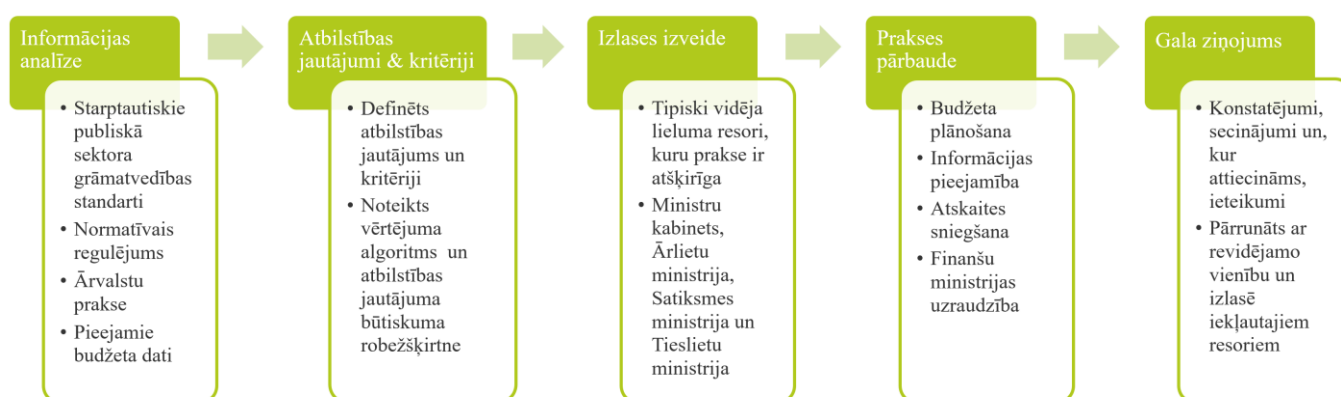 Informācijas
analīze
• Starptautiskie
publiskā
sektora
grāmatvedības
standarti
• Normatīvais
regulējums
• Ārvalstu
prakse
• Pieejamie
budžeta dati
Atbilstības
jautājumi & kritēriji
• Definēts
atbilstības
jautājums un
kritēriji
• Noteikts
vērtējuma
algoritms un
atbilstības
jautājuma
būtiskuma
robežšķirtne
Izlases izveide
• Tipiski vidēja
lieluma resori,
kuru prakse ir
atšķirīga
• Ministru
kabinets,
Ārlietu
ministrija,
Satiksmes
ministrija un
Tieslietu
ministrija
Prakses
pārbaude
• Budžeta
plānošana
• Informācijas
pieejamība
• Atskaites
sniegšana
• Finanšu
ministrijas
uzraudzība
Gala ziņojums
• Konstatējumi,
secinājumi un,
kur
attiecināms,
ieteikumi
• Pārrunāts ar
revidējamo
vienību un
izlasē
iekļautajiem
resoriem